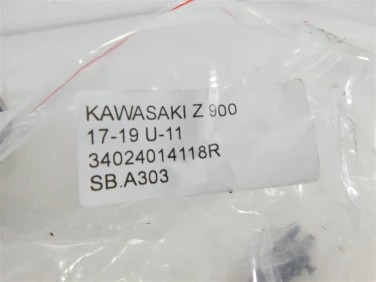 KAWASAKI Z 900
17-19 U-11
34024014118R
SB.A303